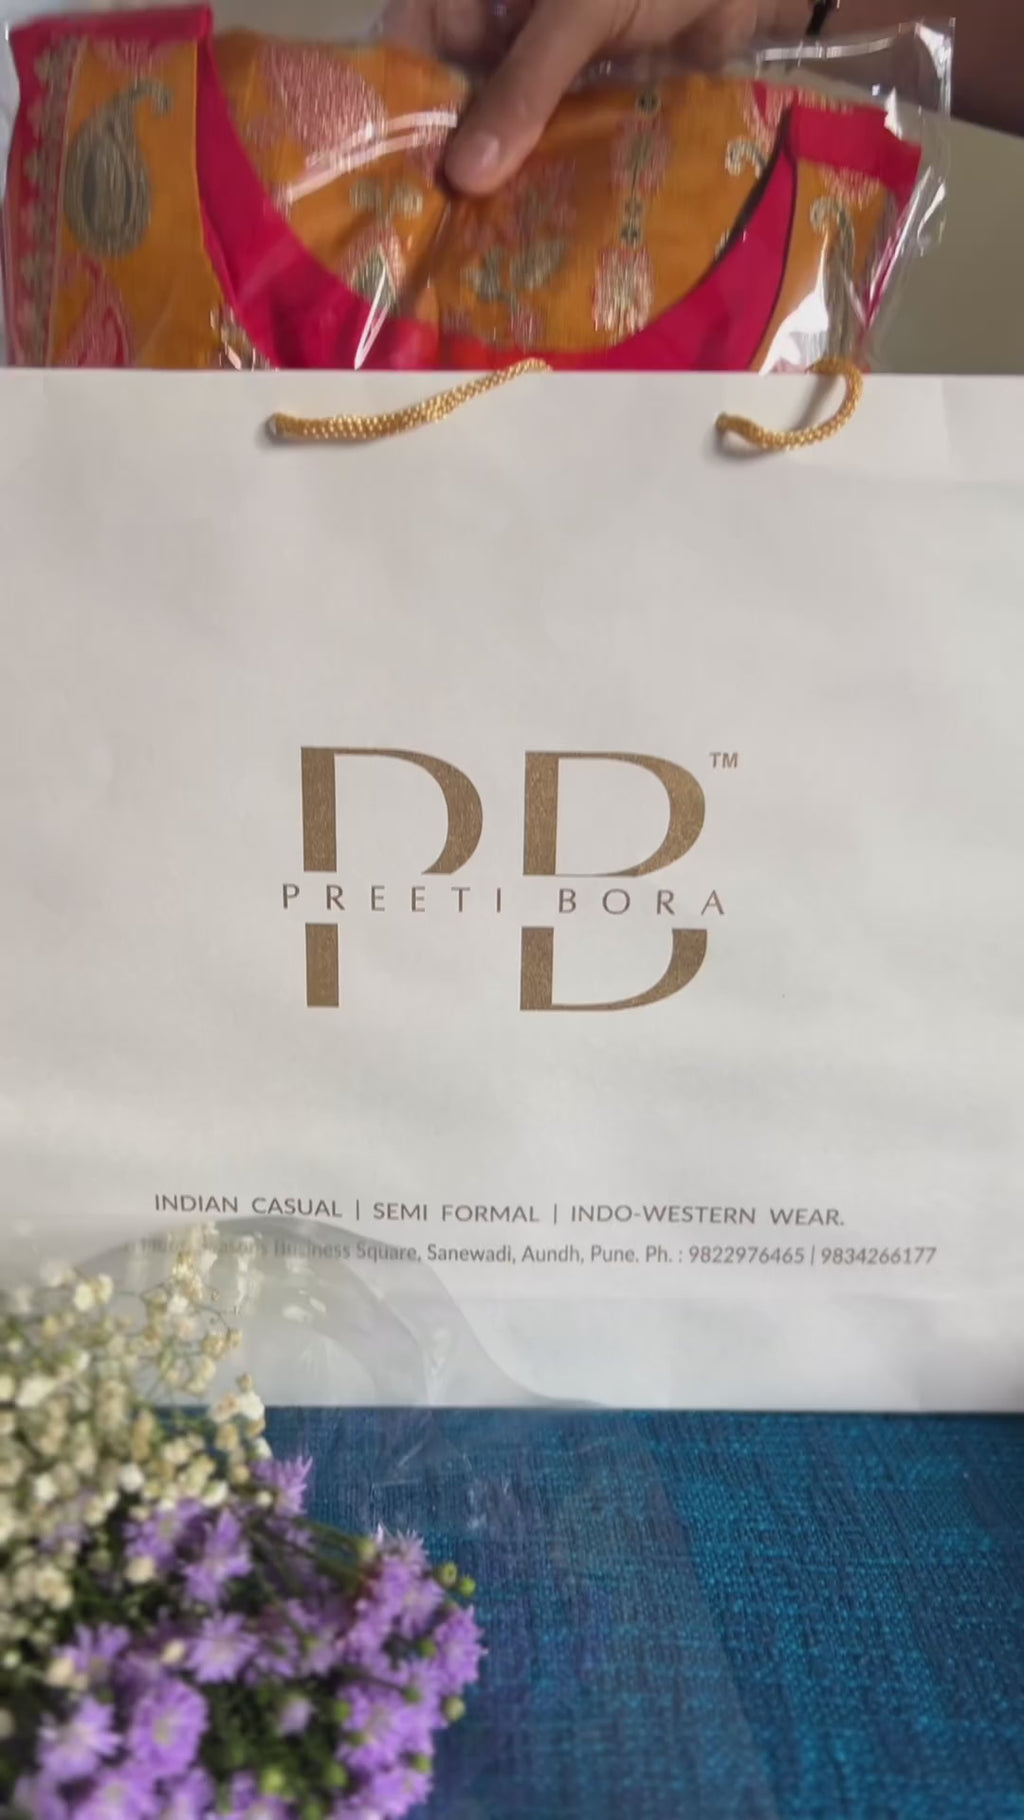 PB™
PREETI BORA
INDIAN CASUAL | SEMI FORMAL | INDO-WESTERN WEAR.
Business Square, Sanewadi, Aundh, Pune. Ph. : 9822976465 | 9834266177